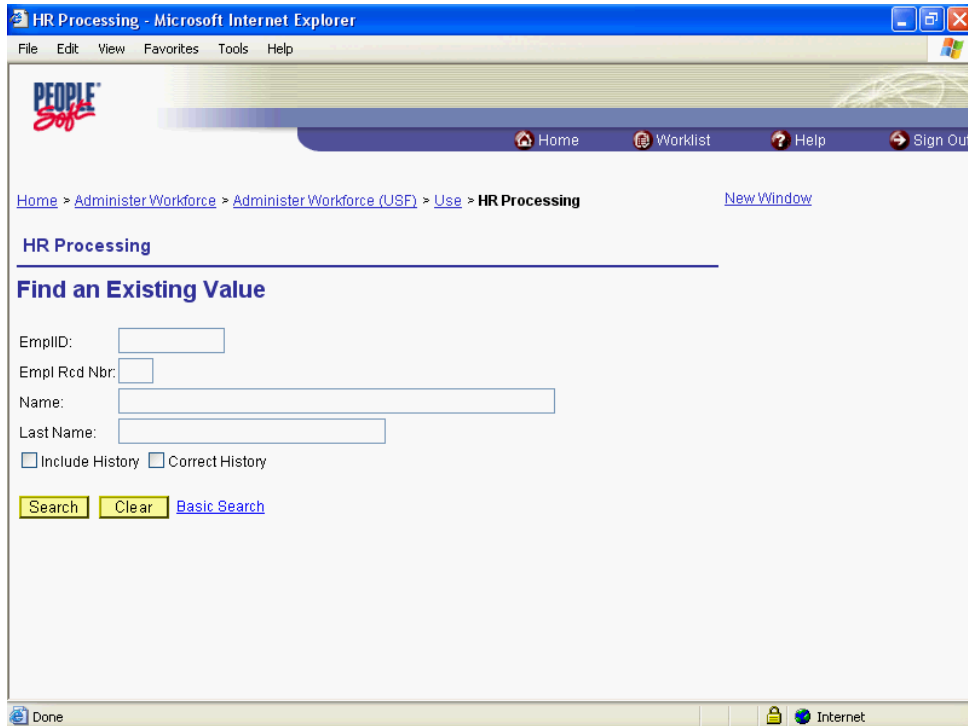 HR Processing - Microsoft Internet Explorer
File Edit View Favorites Tools Help
PEOPLE
Soft
Home Worklist Help Sign Out
Home > Administer Workforce > Administer Workforce (USF) > Use > HR Processing New Window
HR Processing
Find an Existing Value
EmplID:
Empl Rcd Nbr:
Name:
Last Name:
Include History Correct History
Search Clear Basic Search
Done Internet